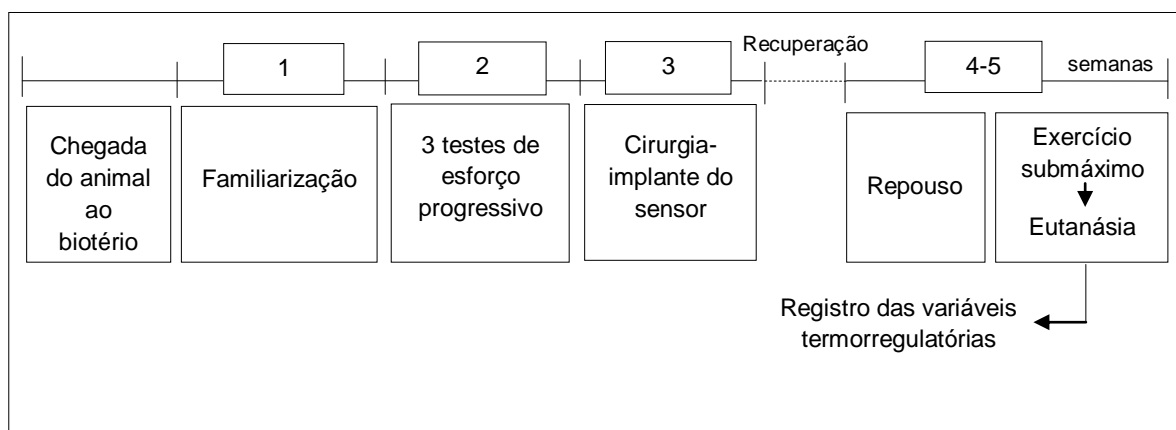 Recuperação
1
2
3
4-5
semanas
Chegada
do animal
ao
biotério
Familiarização
3 testes de
esforço
progressivo
Cirurgia-
implante do
sensor
Repouso
Exercício
submáximo
Eutanásia
Registro das variáveis
termorregulatórias